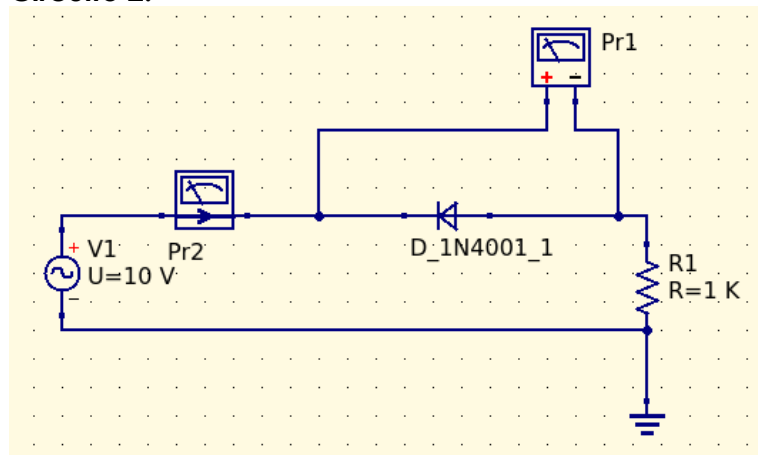 Pr1
+ −
+
V1
U=10 V
−
Pr2
D_1N4001_1
R1
R=1 K